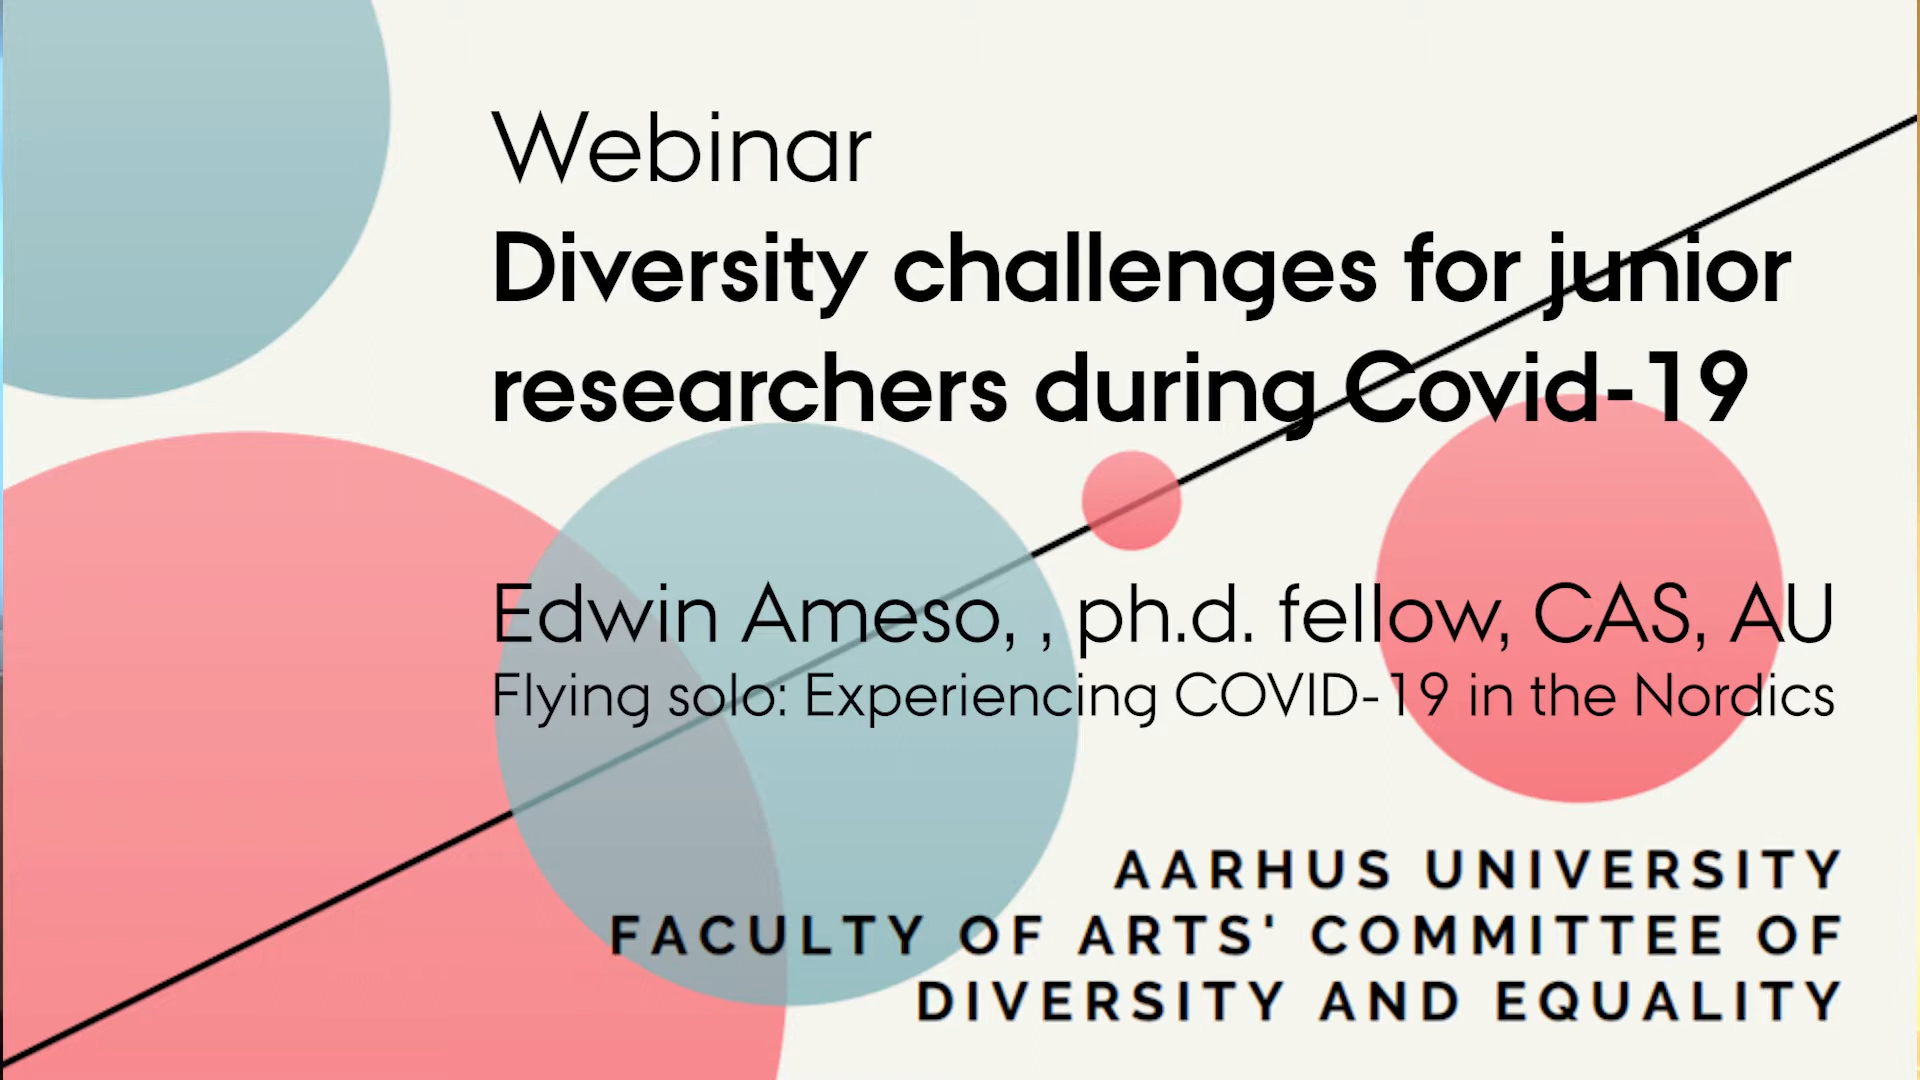 Webinar
Diversity challenges for junior
researchers during Covid-19
Edwin Ameso, , ph.d. fellow, CAS, AU
Flying solo: Experiencing COVID-19 in the Nordics
AARHUS UNIVERSITY
FACULTY OF ARTS' COMMITTEE OF
DIVERSITY AND EQUALITY